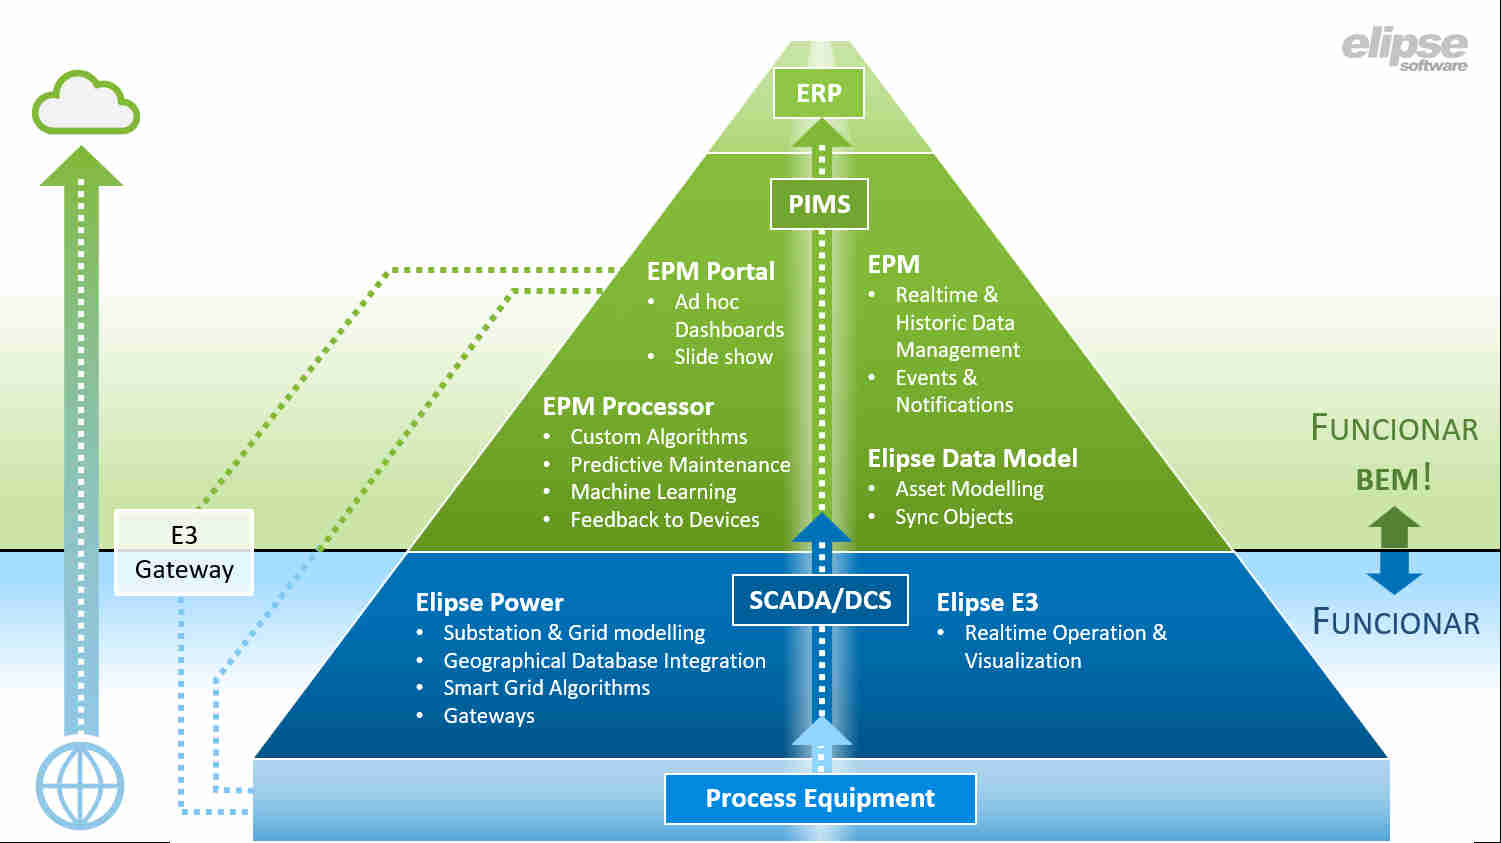 elipse
software
ERP
PIMS
EPM Portal
• Ad hoc
Dashboards
• Slide show
EPM
• Realtime &
Historic Data
Management
• Events &
Notifications
EPM Processor
• Custom Algorithms
• Predictive Maintenance
• Machine Learning
• Feedback to Devices
Elipse Data Model
• Asset Modelling
• Sync Objects
FUNCIONAR
BEM!
E3
Gateway
SCADA/DCS
Elipse Power
• Substation & Grid modelling
• Geographical Database Integration
• Smart Grid Algorithms
• Gateways
Elipse E3
• Realtime Operation &
Visualization
FUNCIONAR
Process Equipment